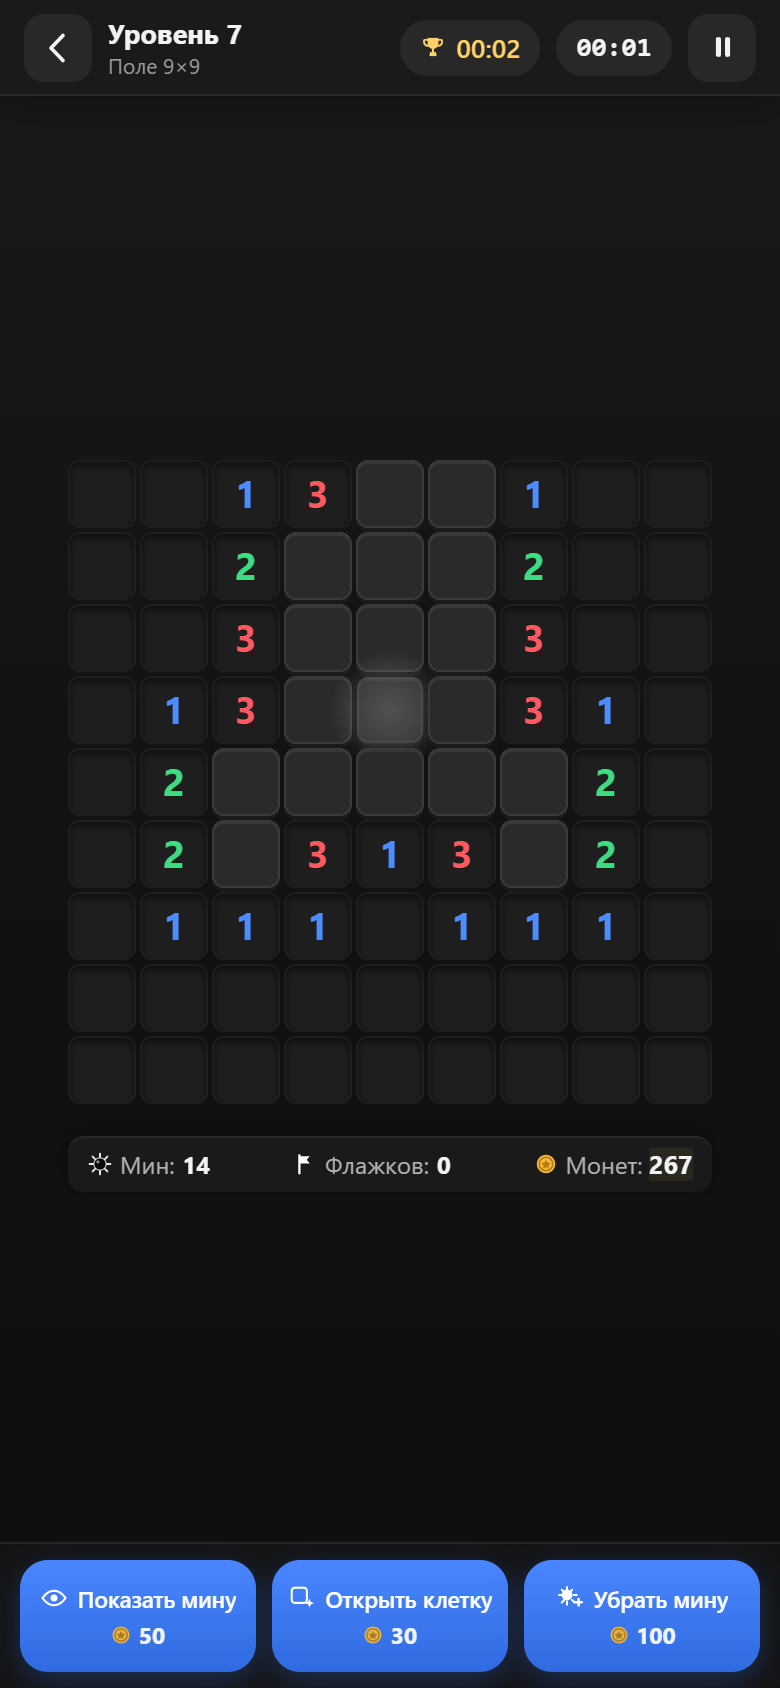 Уровень 7
Поле 9×9
00:02
00:01
1 3 1
2 2
3 3
1 3 3 1
2 2
2 3 1 3 2
1 1 1 1 1 1
Мин: 14 Флажков: 0 Монет: 267
Показать мину
50
Открыть клетку
30
Убрать мину
100